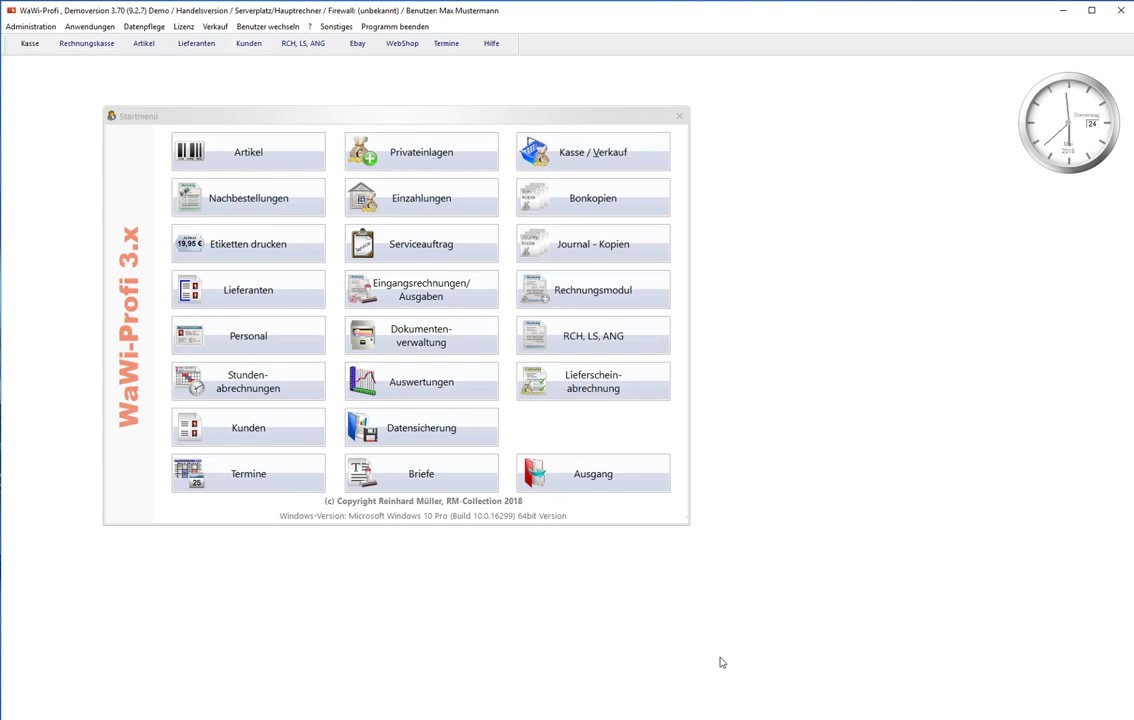 WaWi-Profi , Demoversion 3.70 (9.2.7) Demo / Handelsversion / Serverplatz/Hauptrechner / Firewall: (unbekannt) / Benutzer: Max Mustermann
Administration Anwendungen Datenpflege Lizenz Verkauf Benutzer wechseln ? Sonstiges Programm beenden
Kasse Rechnungskasse Artikel Lieferanten Kunden RCH, LS, ANG Ebay WebShop Termine Hilfe
Donnerstag
24
Mai
2018
Startmenü
WaWi-Profi 3.x
Artikel
Privateinlagen
Kasse / Verkauf
Nachbestellungen
Einzahlungen
Bonkopien
19,95 €
Etiketten drucken
Serviceauftrag
Journal - Kopien
Lieferanten
Eingangsrechnungen/
Ausgaben
Rechnungsmodul
Personal
Dokumenten-
verwaltung
RCH, LS, ANG
Stunden-
abrechnungen
Auswertungen
Lieferschein-
abrechnung
Kunden
Datensicherung
25
Termine
Briefe
Ausgang
(c) Copyright Reinhard Müller, RM-Collection 2018
Windows-Version: Microsoft Windows 10 Pro (Build 10.0.16299) 64bit Version